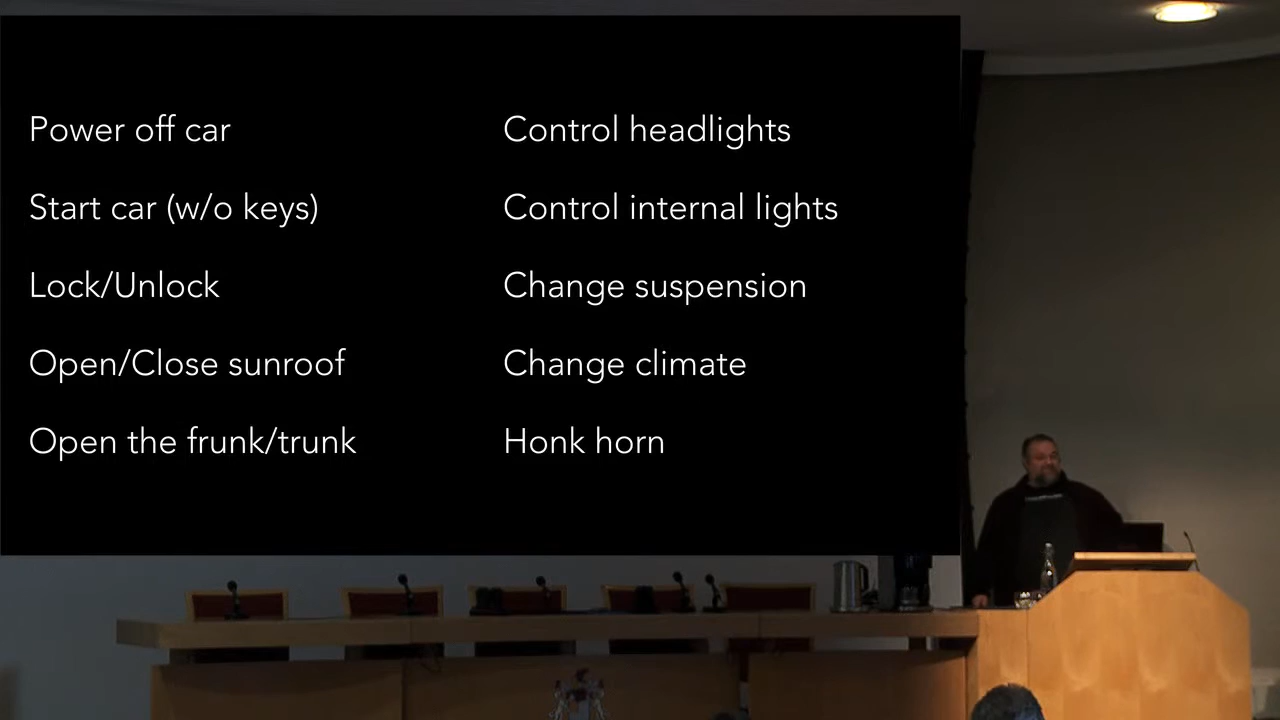 Power off car
Start car (w/o keys)
Lock/Unlock
Open/Close sunroof
Open the frunk/trunk
Control headlights
Control internal lights
Change suspension
Change climate
Honk horn